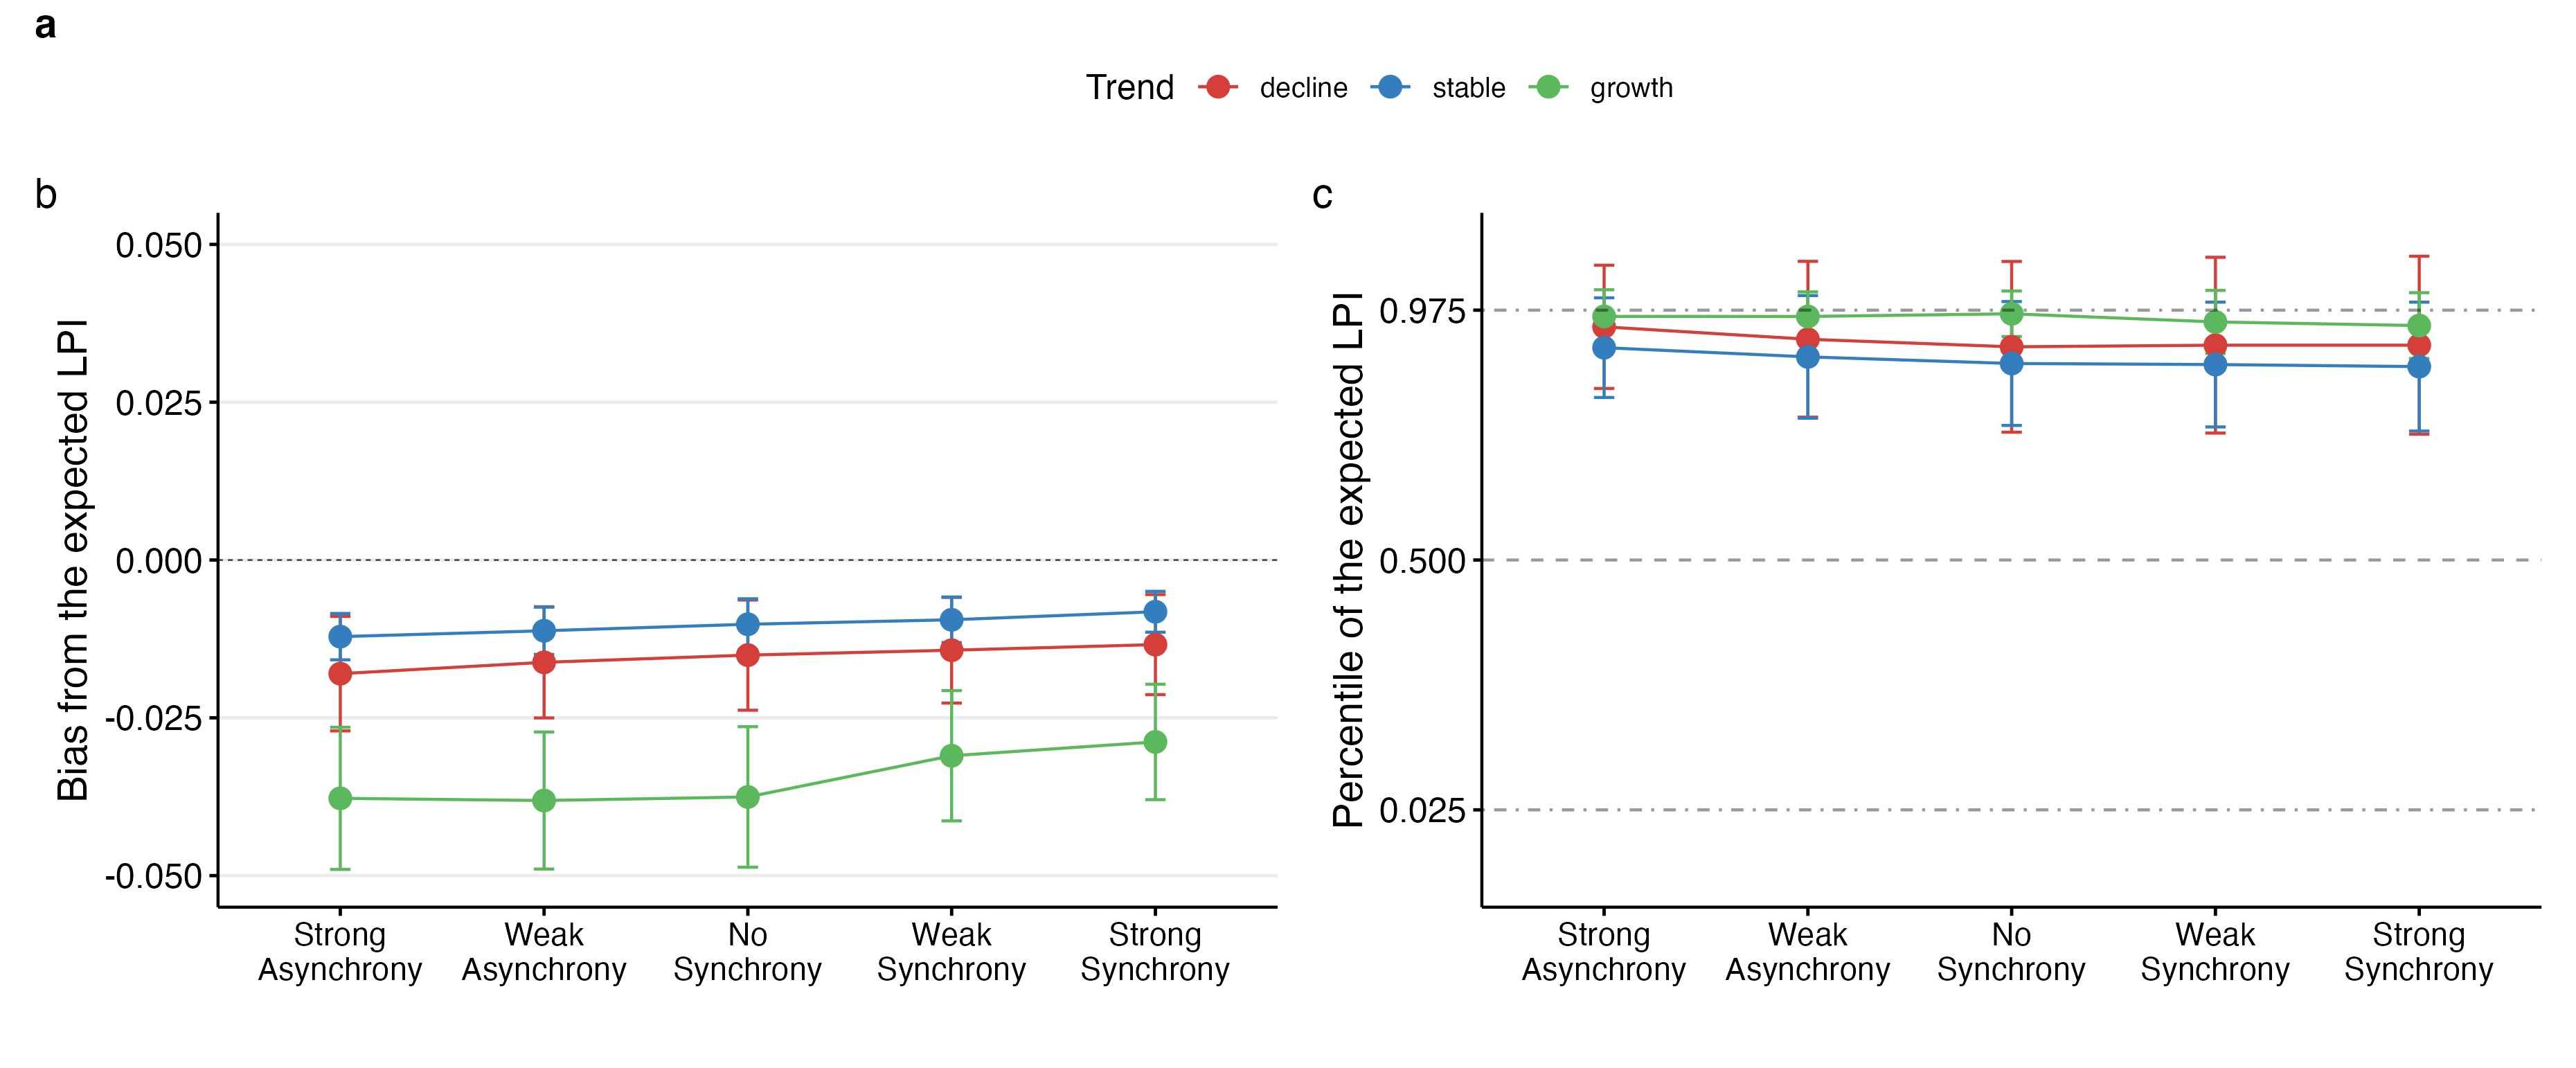 a
Trend decline stable growth
b
Bias from the expected LPI
0.050
0.025
0.000
-0.025
-0.050
Strong Asynchrony
Weak Asynchrony
No Synchrony
Weak Synchrony
Strong Synchrony
c
Percentile of the expected LPI
0.975
0.500
0.025
Strong Asynchrony
Weak Asynchrony
No Synchrony
Weak Synchrony
Strong Synchrony